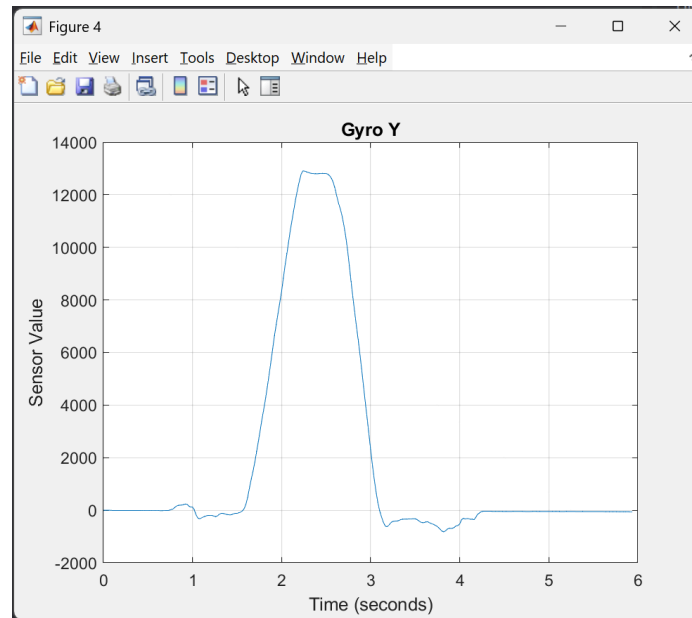 Figure 4
File Edit View Insert Tools Desktop Window Help
Gyro Y
14000
12000
10000
8000
6000
4000
2000
0
-2000
Sensor Value
0 1 2 3 4 5 6
Time (seconds)